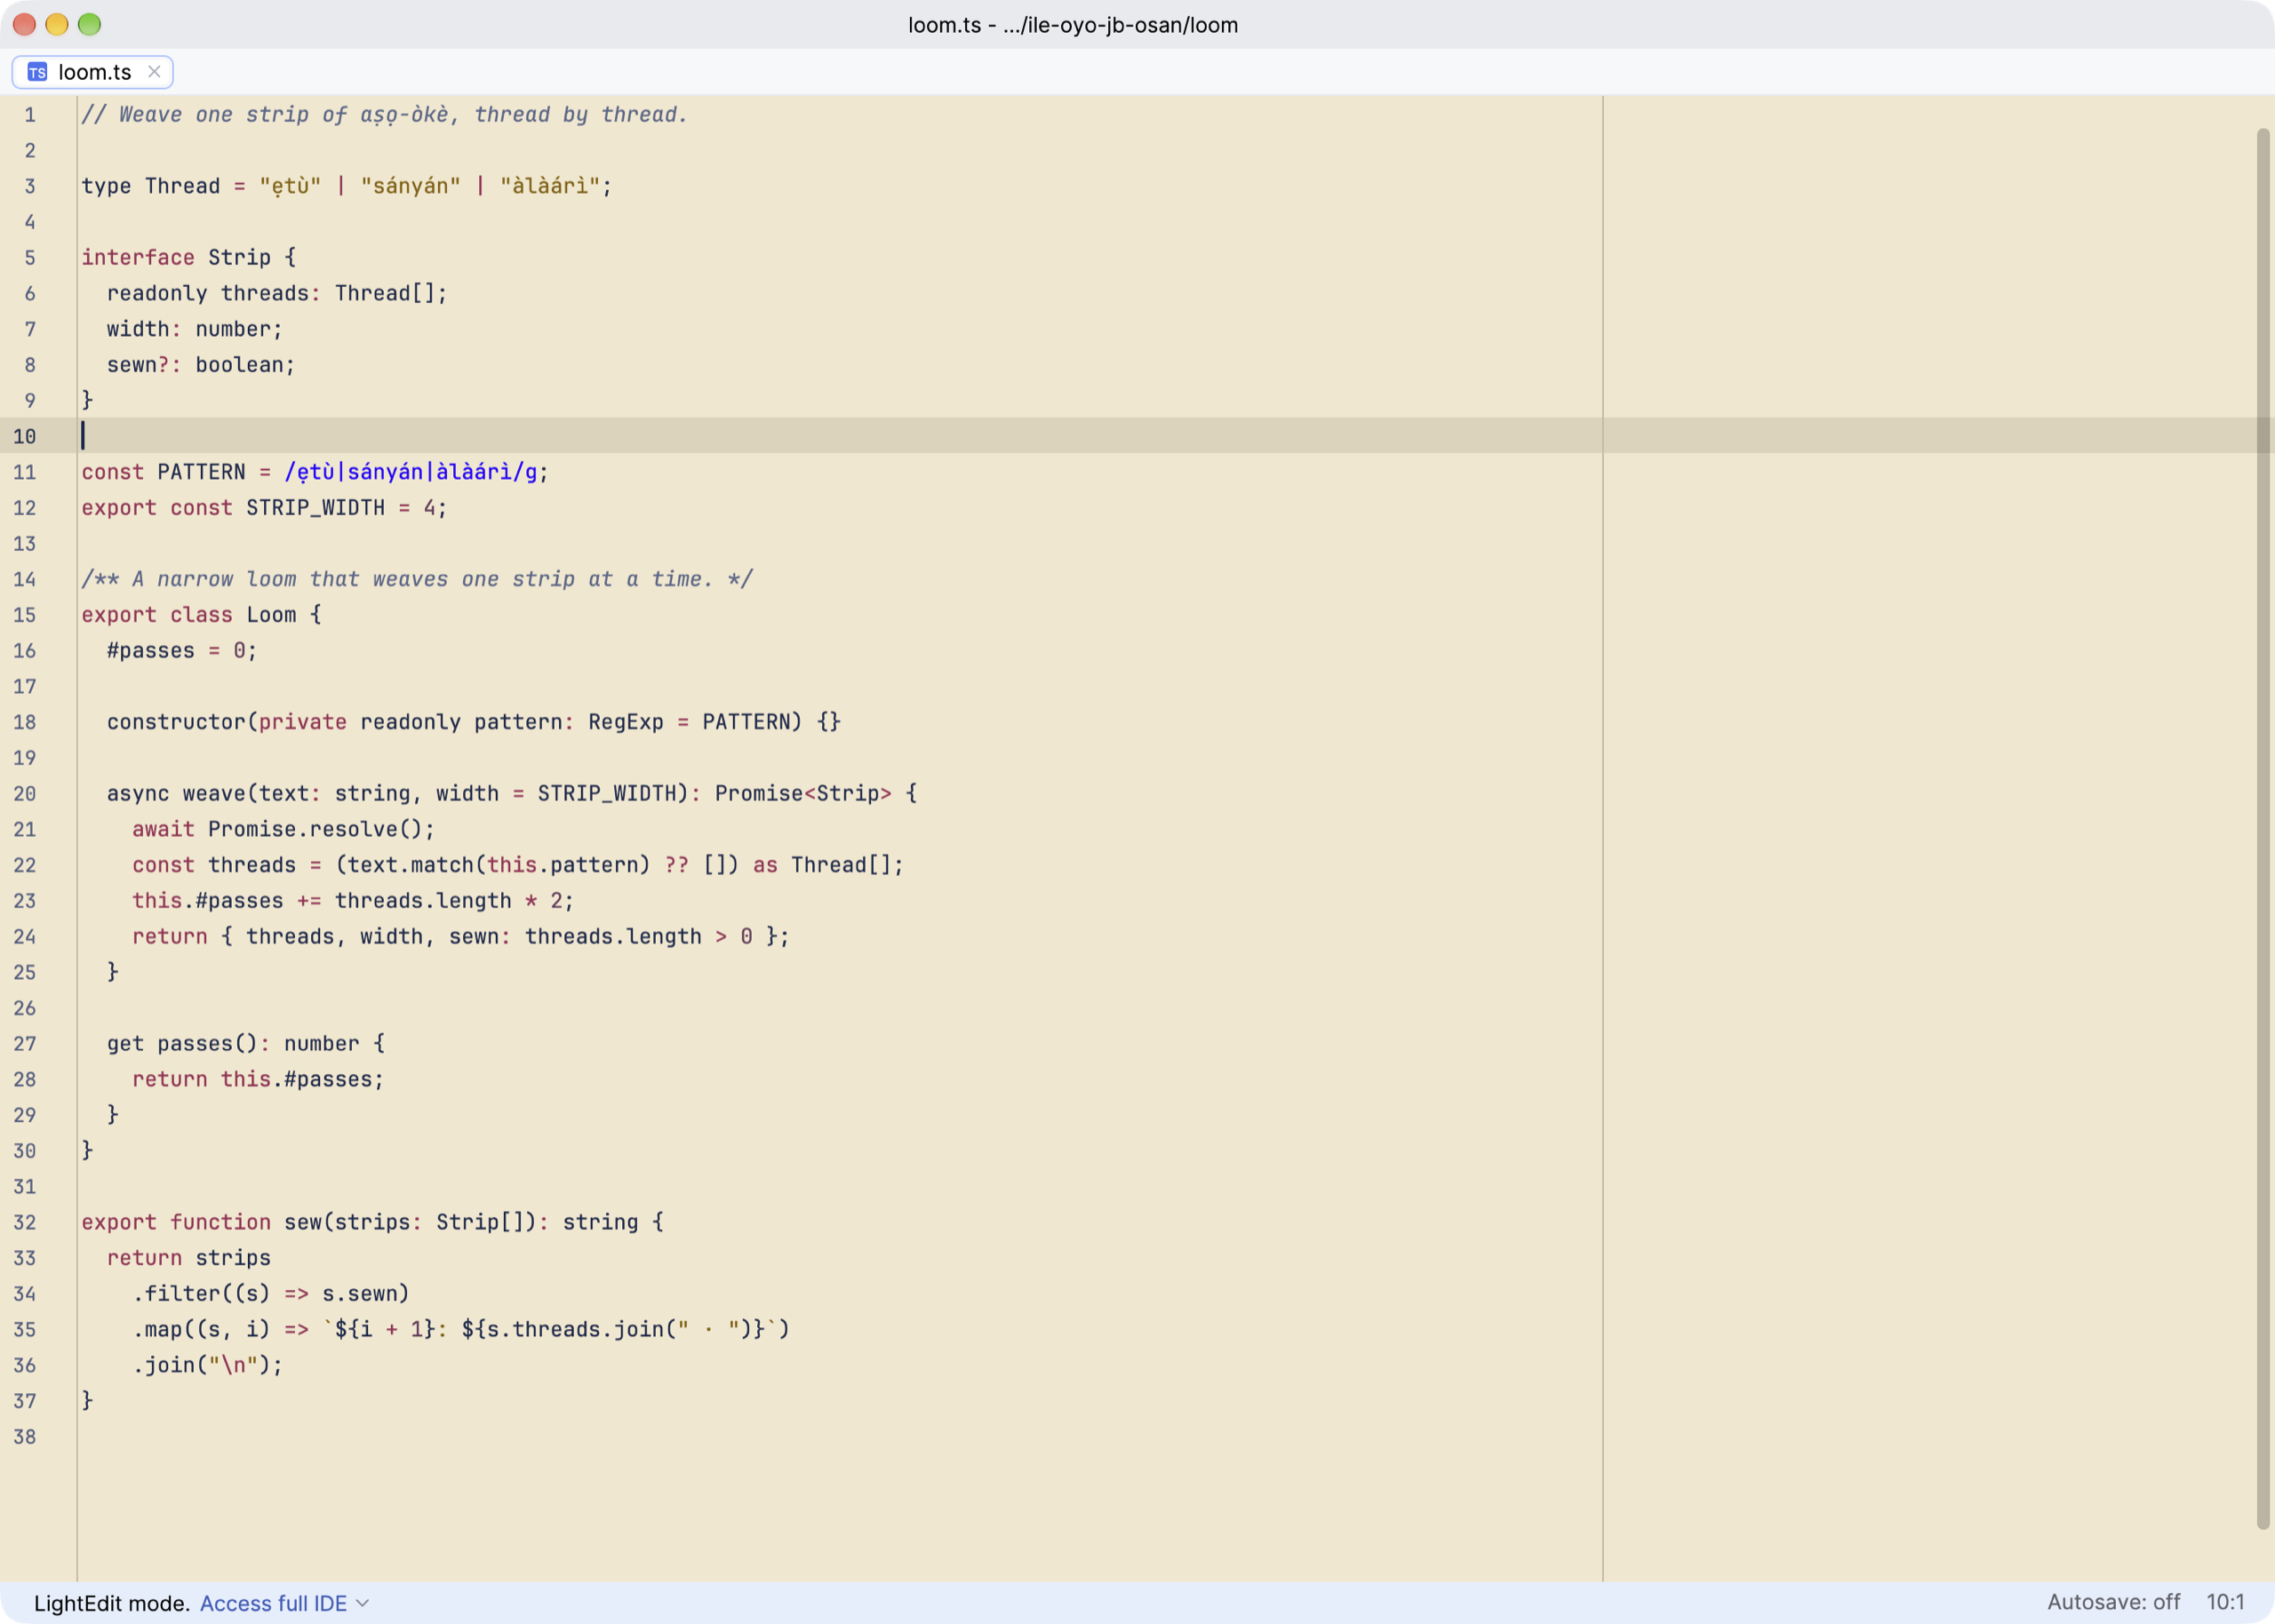 loom.ts - .../ile-oyo-jb-osan/loom
TS loom.ts
1 // Weave one strip of aṣọ-òkè, thread by thread.
2
3 type Thread = "ẹtù" | "sányán" | "àlàárì";
4
5 interface Strip {
6   readonly threads: Thread[];
7   width: number;
8   sewn?: boolean;
9 }
10
11 const PATTERN = /ẹtù|sányán|àlàárì/g;
12 export const STRIP_WIDTH = 4;
13
14 /** A narrow loom that weaves one strip at a time. */
15 export class Loom {
16   #passes = 0;
17
18   constructor(private readonly pattern: RegExp = PATTERN) {}
19
20   async weave(text: string, width = STRIP_WIDTH): Promise<Strip> {
21     await Promise.resolve();
22     const threads = (text.match(this.pattern) ?? []) as Thread[];
23     this.#passes += threads.length * 2;
24     return { threads, width, sewn: threads.length > 0 };
25   }
26
27   get passes(): number {
28     return this.#passes;
29   }
30 }
31
32 export function sew(strips: Strip[]): string {
33   return strips
34     .filter((s) => s.sewn)
35     .map((s, i) => `${i + 1}: ${s.threads.join(" · ")}`)
36     .join("\n");
37 }
38
LightEdit mode. Access full IDE
Autosave: off 10:1